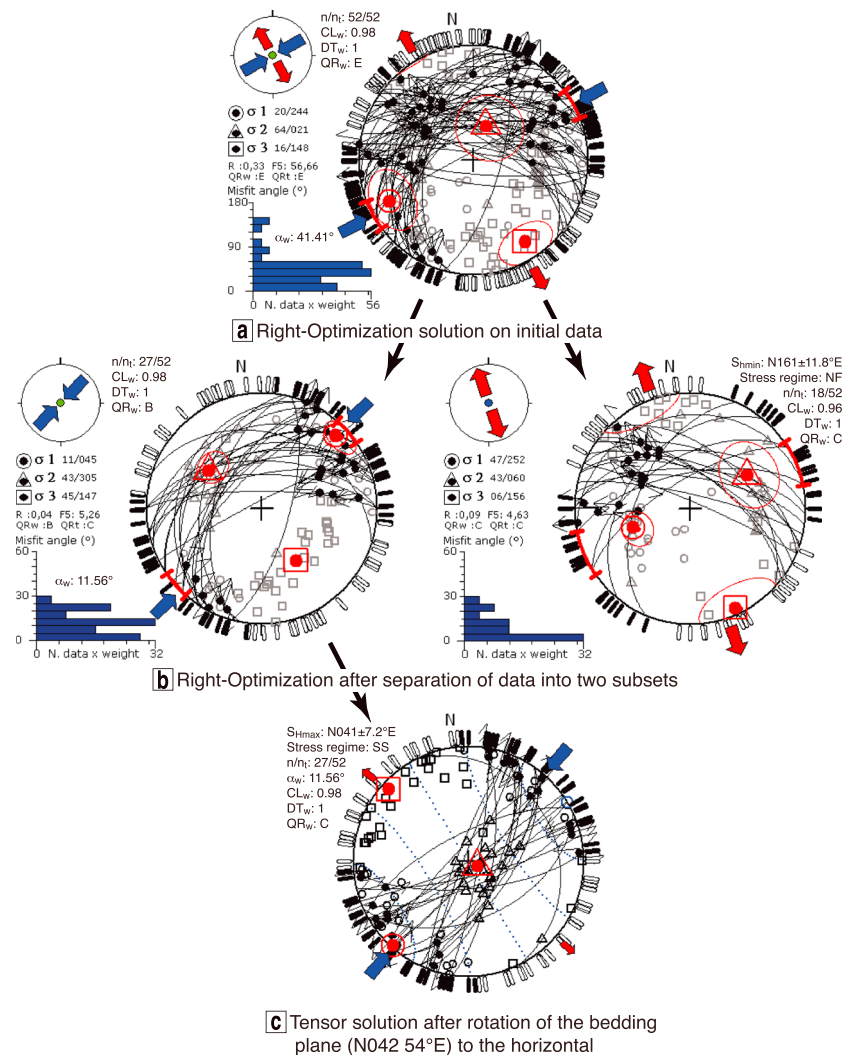 N
n/nt: 52/52
CLw: 0.98
DTw: 1
QRw: E
σ 1 20/244
σ 2 64/021
σ 3 16/148
R :0,33 F5: 56,66
QRw :E QRt :E
Misfit angle (°)
180
90
0
αw: 41.41°
0 N. data x weight 56
a Right-Optimization solution on initial data
N
n/nt: 27/52
CLw: 0.98
DTw: 1
QRw: B
σ 1 11/045
σ 2 43/305
σ 3 45/147
R :0,04 F5: 5,26
QRw :B QRt :C
Misfit angle (°)
60
30
0
αw: 11.56°
0 N. data x weight 32
N
Shmin: N161±11.8°E
Stress regime: NF
n/nt: 18/52
CLw: 0.96
DTw: 1
QRw: C
σ 1 47/252
σ 2 43/060
σ 3 06/156
R :0,09 F5: 4,63
QRw :C QRt :C
Misfit angle (°)
60
30
0
0 N. data x weight 32
b Right-Optimization after separation of data into two subsets
N
SHmax: N041±7.2°E
Stress regime: SS
n/nt: 27/52
αw: 11.56°
CLw: 0.98
DTw: 1
QRw: C
c Tensor solution after rotation of the bedding
plane (N042 54°E) to the horizontal